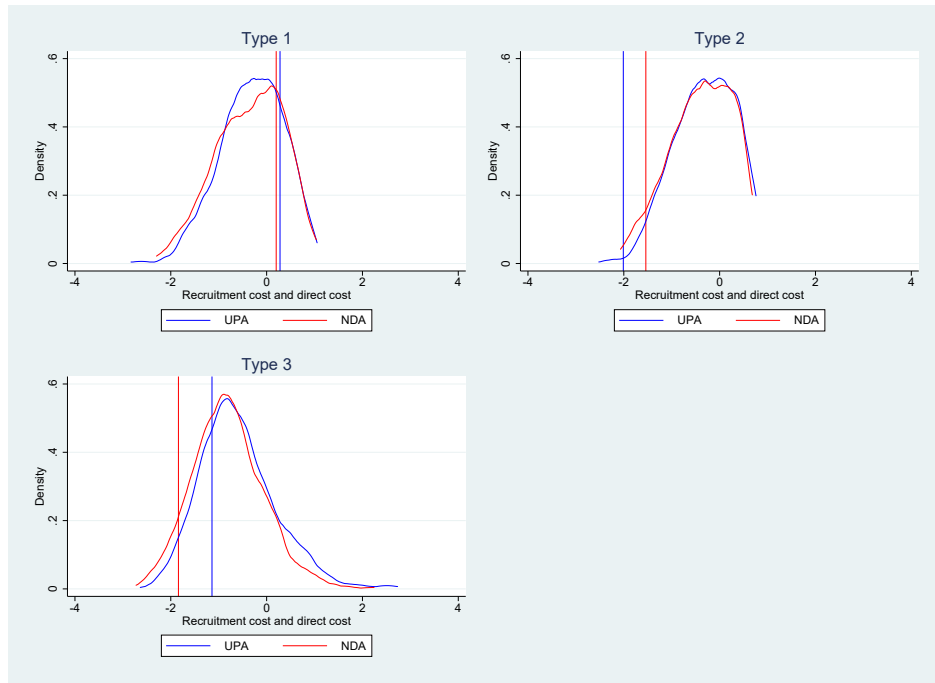 Type 1
.6
.4
.2
0
Density
-4 -2 0 2 4
Recruitment cost and direct cost
UPA NDA
Type 2
.6
.4
.2
0
Density
-4 -2 0 2 4
Recruitment cost and direct cost
UPA NDA
Type 3
.6
.4
.2
0
Density
-4 -2 0 2 4
Recruitment cost and direct cost
UPA NDA